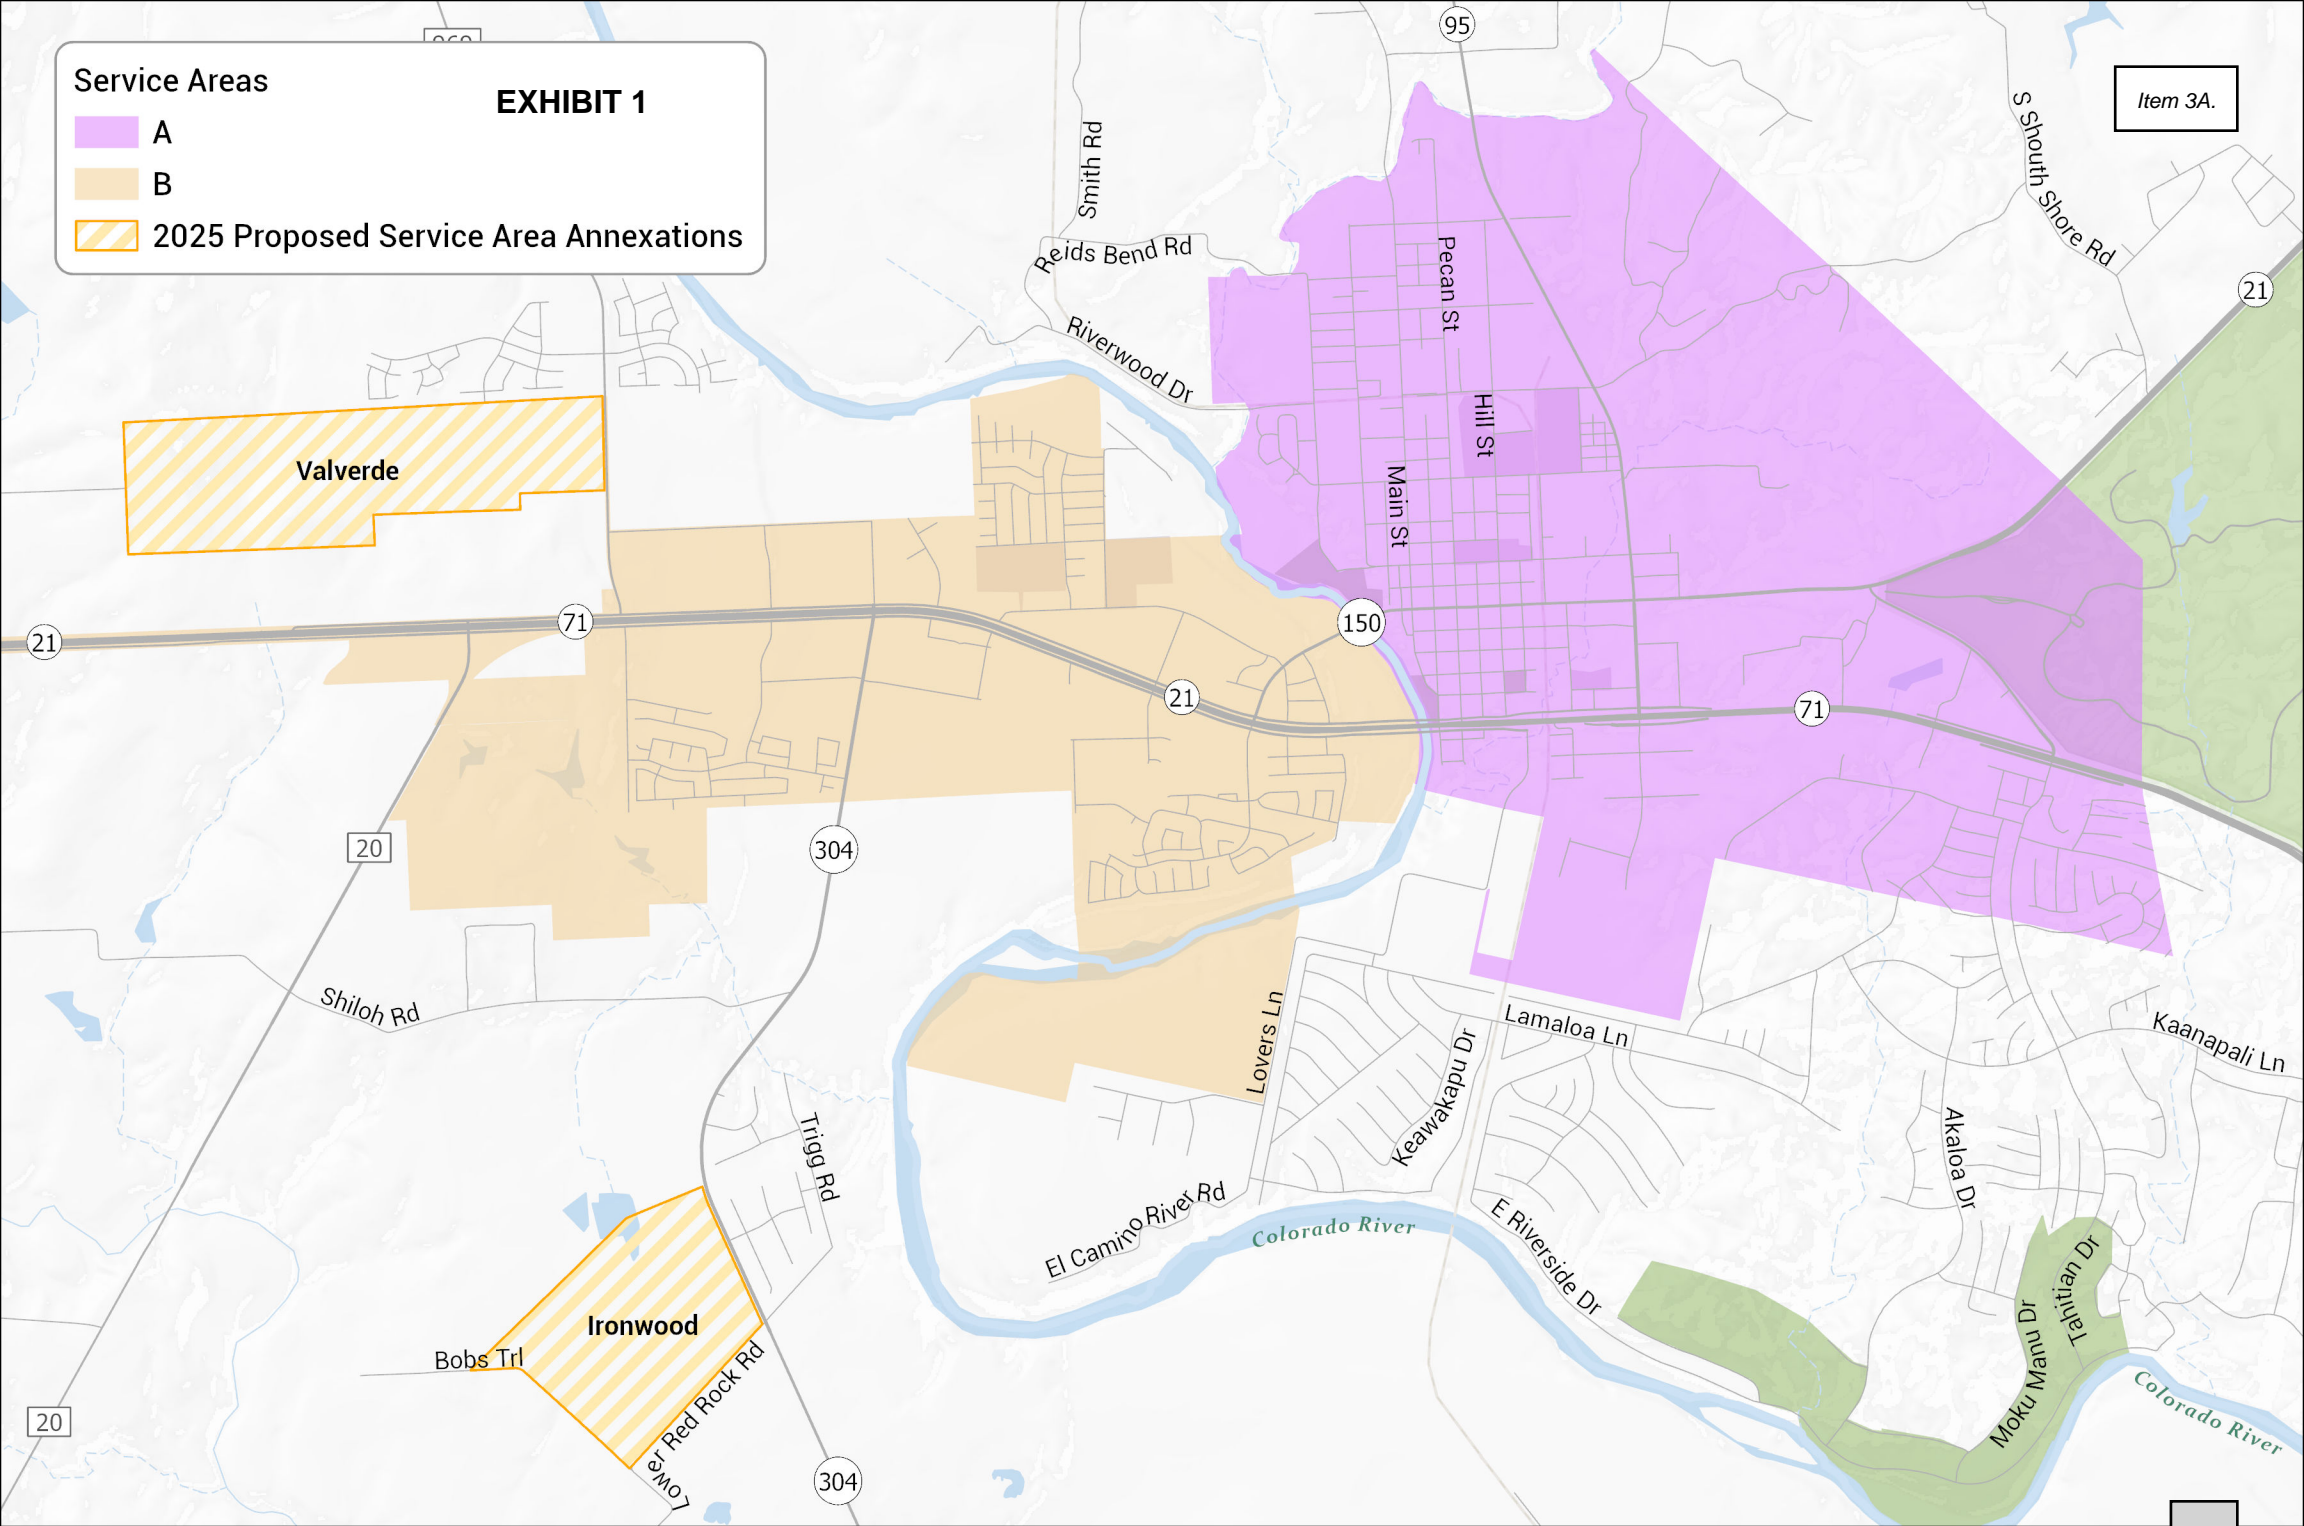 95
Service Areas
EXHIBIT 1
A
B
2025 Proposed Service Area Annexations
Item 3A.
S Shouth Shore Rd
Smith Rd
Reids Bend Rd
Pecan St
21
Riverwood Dr
Hill St
Valverde
Main St
71
150
21
21
71
20
304
Shiloh Rd
Lovers Ln
Lamaloa Ln
Kaanapali Ln
Keawakapu Dr
Trigg Rd
Akaloa Dr
El Camino River Rd
Colorado River
E Riverside Dr
Tahitian Dr
Moku Manu Dr
Ironwood
Bobs Trl
Lower Red Rock Rd
Colorado River
20
304